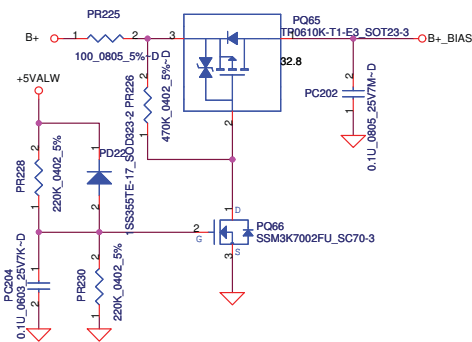 PR225
PQ65
B+
1
2
3
1
TP0610K-T1-E3_SOT23-3
B+_BIAS
100_0805_5%~D
32.8
+5VALW
2
PR226
470K_0402_5%~D
1
2
2
PC202
0.1U_0805_25V7M~D
1
2
PR228
220K_0402_5%
1
1
PD22
1SS355TE-17_SOD323-2
2
1
D
2
G
PQ66
SSM3K7002FU_SC70-3
S
3
1
PC204
0.1U_0603_25V7K~D
2
2
PR230
220K_0402_5%
1